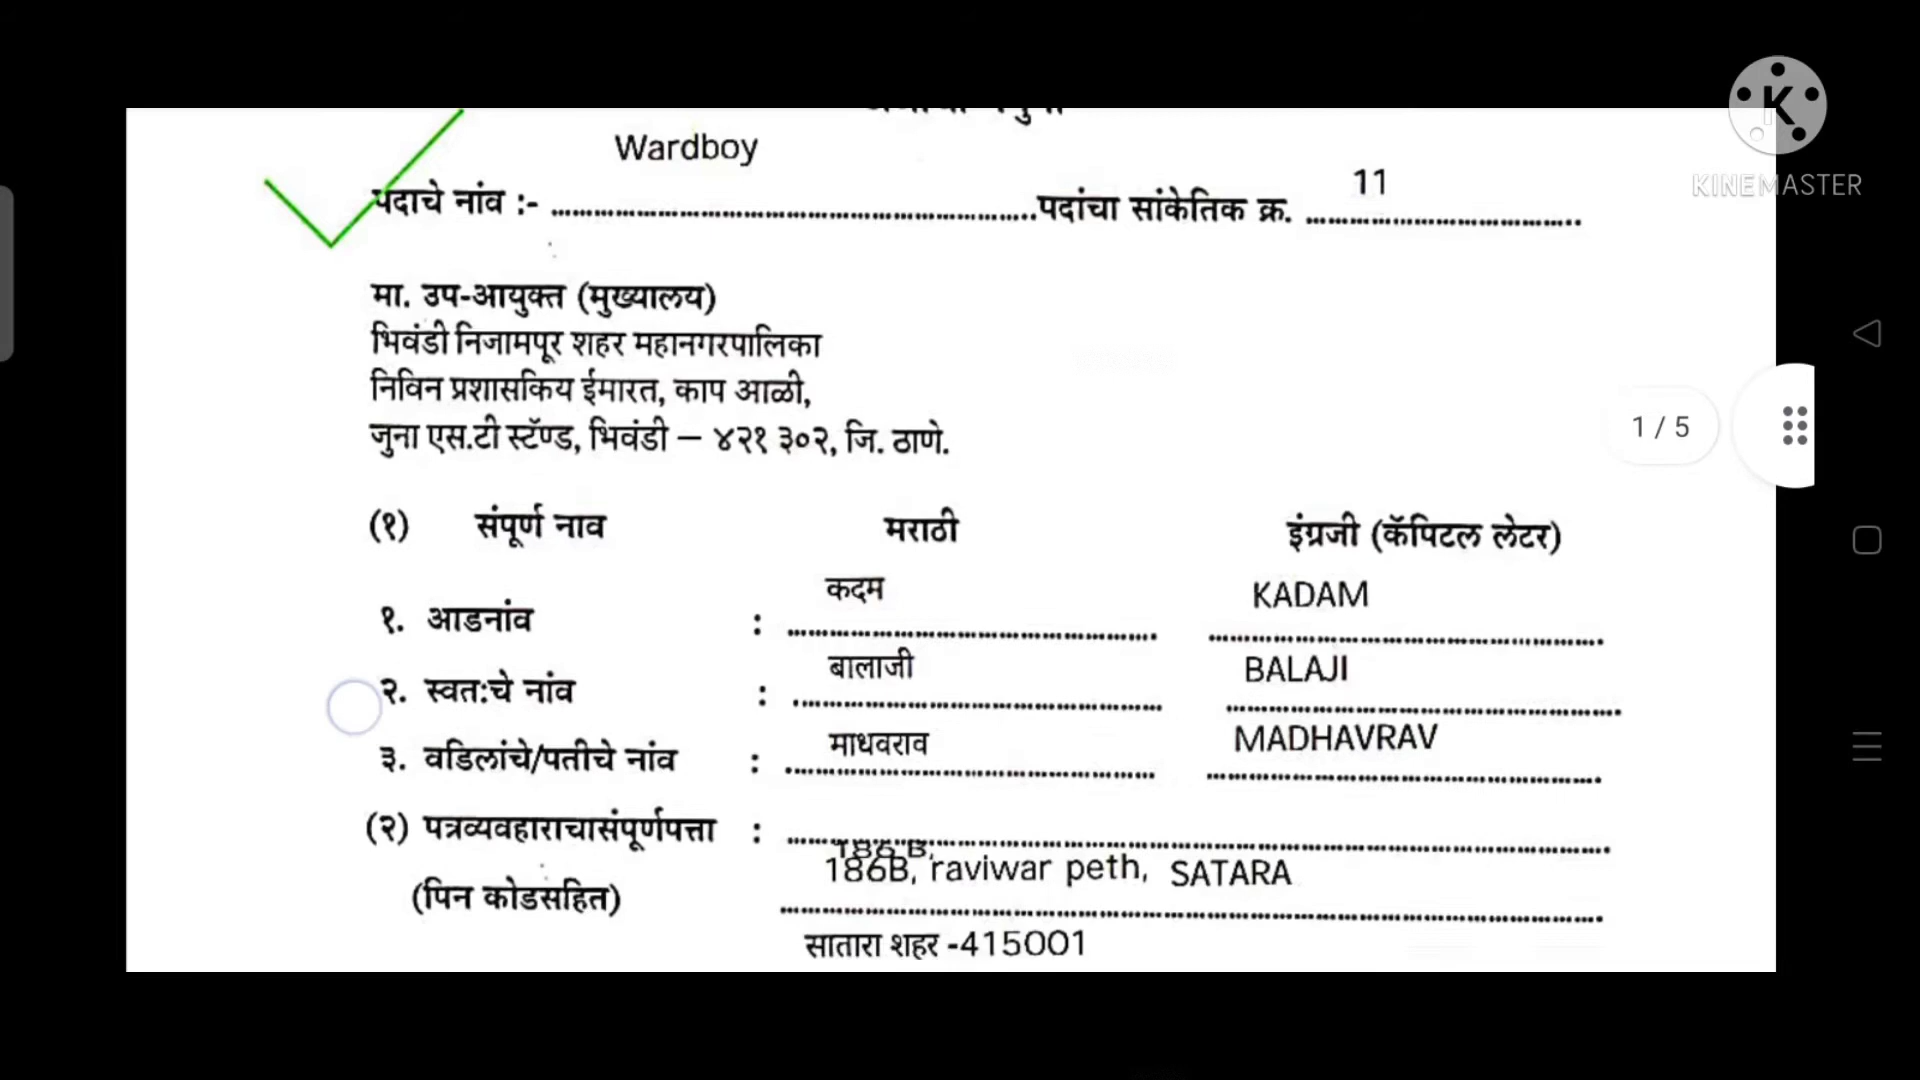 Wardboy
पदाचे नांव :- ........................................ पदांचा सांकेतिक क्र. ........................
11
मा. उप-आयुक्त (मुख्यालय)
भिवंडी निजामपूर शहर महानगरपालिका
निविन प्रशासकिय ईमारत, काप आळी,
जुना एस.टी स्टॅण्ड, भिवंडी – ४२१ ३०२, जि. ठाणे.
(१) संपूर्ण नाव मराठी इंग्रजी (कॅपिटल लेटर)
कदम KADAM
१. आडनांव : ........................ ........................
बालाजी BALAJI
२. स्वतःचे नांव : ........................ ........................
माधवराव MADHAVRAV
३. वडिलांचे/पतीचे नांव : ........................ ........................
(२) पत्रव्यवहाराचासंपूर्णपत्ता : ........................
186 B,
186B, raviwar peth, SATARA
(पिन कोडसहित) ........................
सातारा शहर -415001
1 / 5
K
KINEMASTER